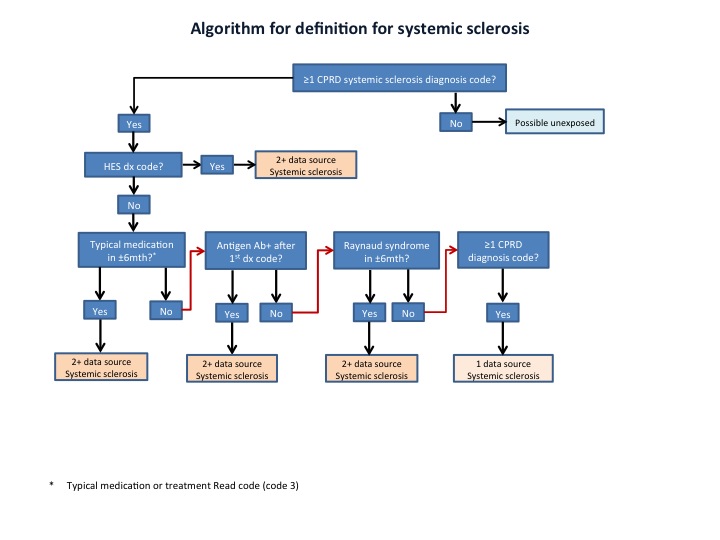 Algorithm for definition for systemic sclerosis
≥1 CPRD systemic sclerosis diagnosis code?
Yes
No
Possible unexposed
HES dx code?
Yes
2+ data source
Systemic sclerosis
No
Typical medication
in ±6mth?*
Antigen Ab+ after
1st dx code?
Raynaud syndrome
in ±6mth?
≥1 CPRD
diagnosis code?
Yes
No
Yes
No
Yes
No
Yes
2+ data source
Systemic sclerosis
2+ data source
Systemic sclerosis
2+ data source
Systemic sclerosis
1 data source
Systemic sclerosis
* Typical medication or treatment Read code (code 3)